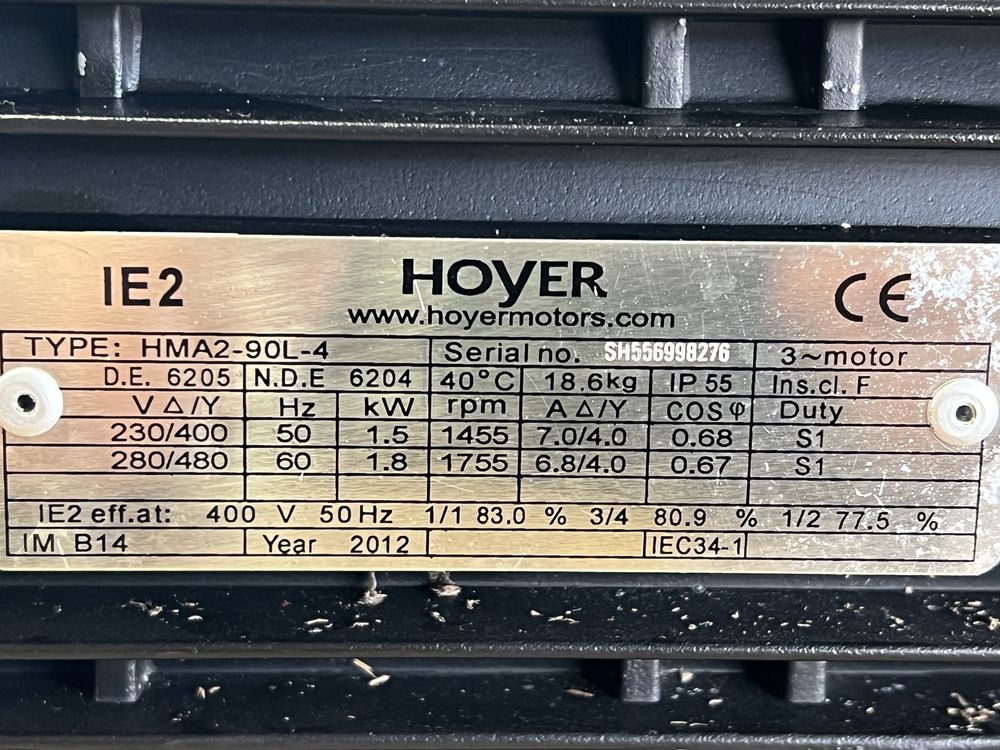 IE2 HOYER CE
www.hoyermotors.com
TYPE: HMA2-90L-4 Serial no. SH556998276 3~motor
D.E. 6205 N.D.E 6204 40°C 18.6kg IP 55 Ins.cl. F
V Δ/Y Hz kW rpm A Δ/Y COS φ Duty
230/400 50 1.5 1455 7.0/4.0 0.68 S1
280/480 60 1.8 1755 6.8/4.0 0.67 S1
IE2 eff.at: 400 V 50Hz 1/1 83.0 % 3/4 80.9 % 1/2 77.5 %
IM B14 Year 2012 IEC34-1